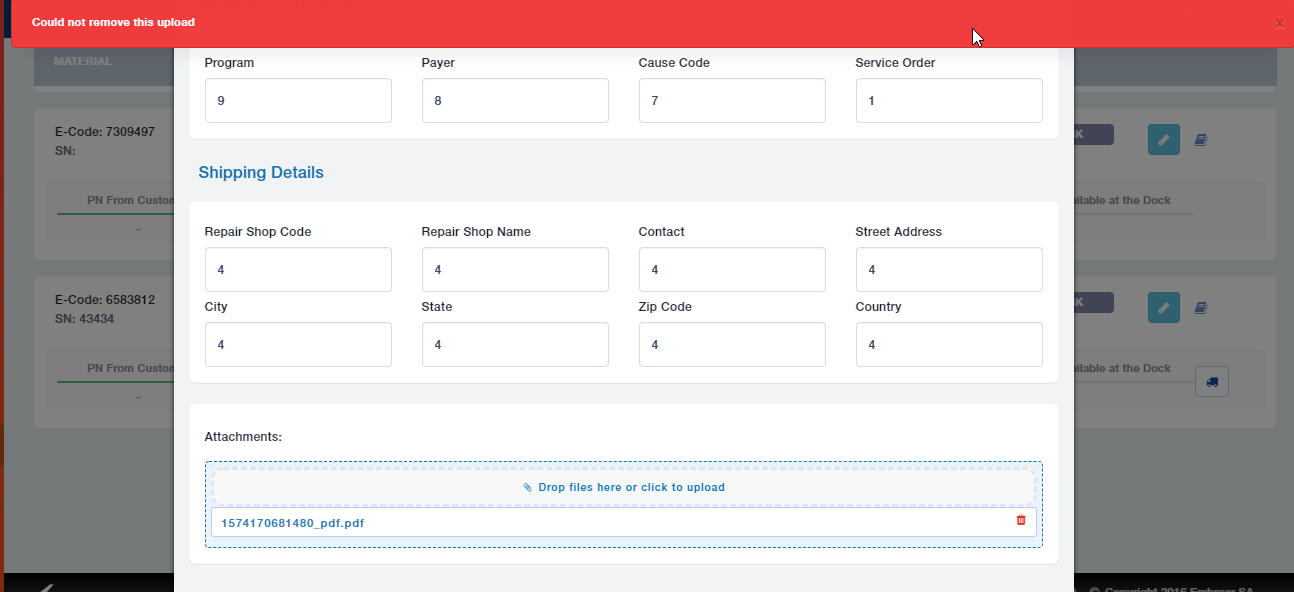 Could not remove this upload
×
MATERIAL
Program
Payer
Cause Code
Service Order
9
8
7
1
E-Code: 7309497
SN:
K
Shipping Details
PN From Custon
ailable at the Dock
-
Repair Shop Code
Repair Shop Name
Contact
Street Address
4
4
4
4
City
State
Zip Code
Country
4
4
4
4
E-Code: 6583812
SN: 43434
K
PN From Custon
ailable at the Dock
-
Attachments:
Drop files here or click to upload
1574170681480_pdf.pdf
© Copyright 2016 Embraer SA